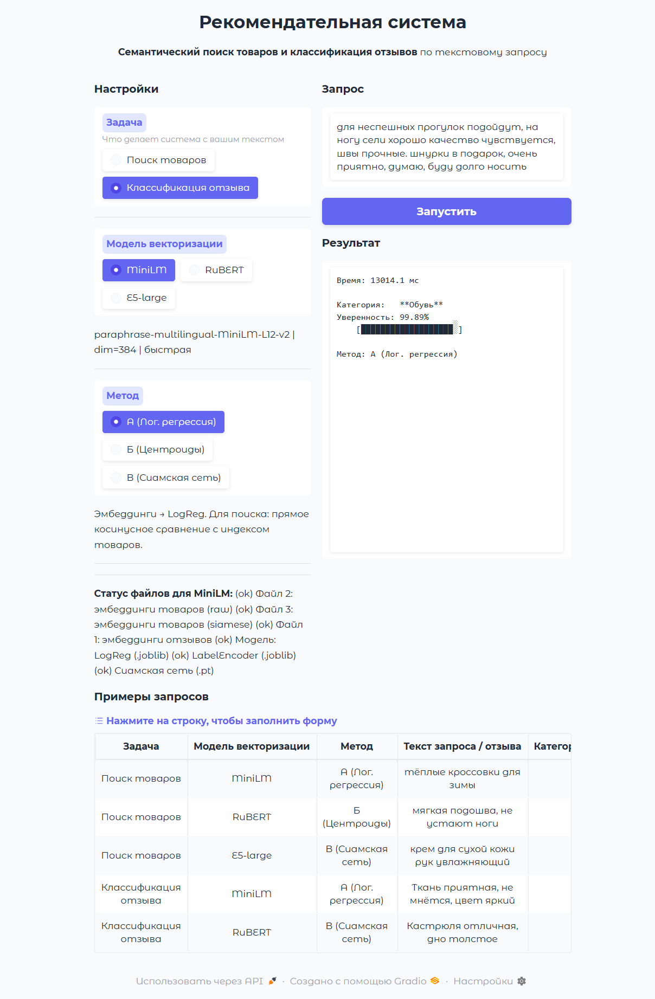 Рекомендательная система
Семантический поиск товаров и классификация отзывов по текстовому запросу
Настройки
Задача
Что делает система с вашим текстом
Поиск товаров
Классификация отзыва
Модель векторизации
MiniLM
RuBERT
E5-large
paraphrase-multilingual-MiniLM-L12-v2 |
dim=384 | быстрая
Метод
А (Лог. регрессия)
Б (Центроиды)
В (Сиамская сеть)
Эмбеддинги → LogReg. Для поиска: прямое
косинусное сравнение с индексом
товаров.
Статус файлов для MiniLM: (ok) Файл 2:
эмбеддинги товаров (raw) (ok) Файл 3:
эмбеддинги товаров (siamese) (ok) Файл
1: эмбеддинги отзывов (ok) Модель:
LogReg (.joblib) (ok) LabelEncoder (.joblib)
(ok) Сиамская сеть (.pt)
Запрос
для неспешных прогулок подойдут, на
ногу сели хорошо качество чувствуется,
швы прочные. шнурки в подарок, очень
приятно, думаю, буду долго носить
Запустить
Результат
Время: 13014.1 мс
Категория:   **Обувь**
Уверенность: 99.89%
[███████████████████░]
Метод: А (Лог. регрессия)
Примеры запросов
Нажмите на строку, чтобы заполнить форму
Задача Модель векторизации Метод Текст запроса / отзыва Категор
Поиск товаров MiniLM А (Лог. регрессия) тёплые кроссовки для зимы
Поиск товаров RuBERT Б (Центроиды) мягкая подошва, не устают ноги
Поиск товаров E5-large В (Сиамская сеть) крем для сухой кожи рук увлажняющий
Классификация отзыва MiniLM А (Лог. регрессия) Ткань приятная, не мнётся, цвет яркий
Классификация отзыва RuBERT В (Сиамская сеть) Кастрюля отличная, дно толстое
Использовать через API · Создано с помощью Gradio · Настройки